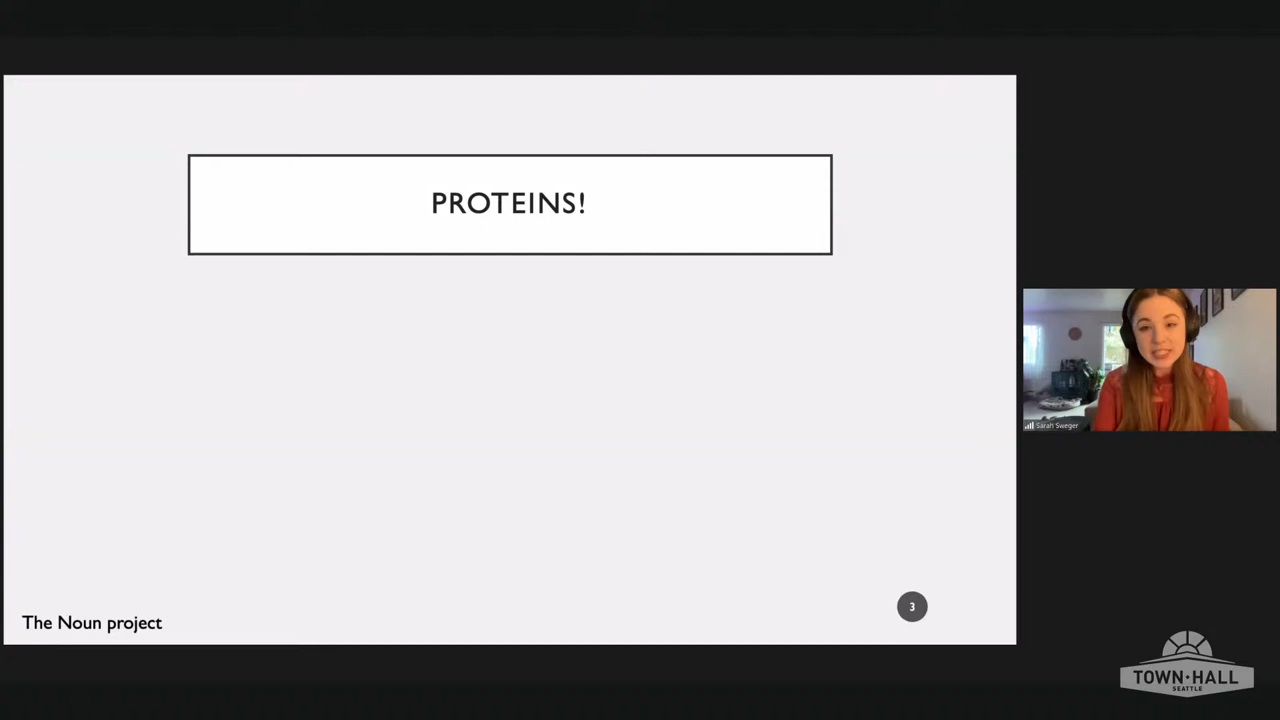 PROTEINS!
Sarah Sweger
The Noun project
3
TOWN·HALL
SEATTLE